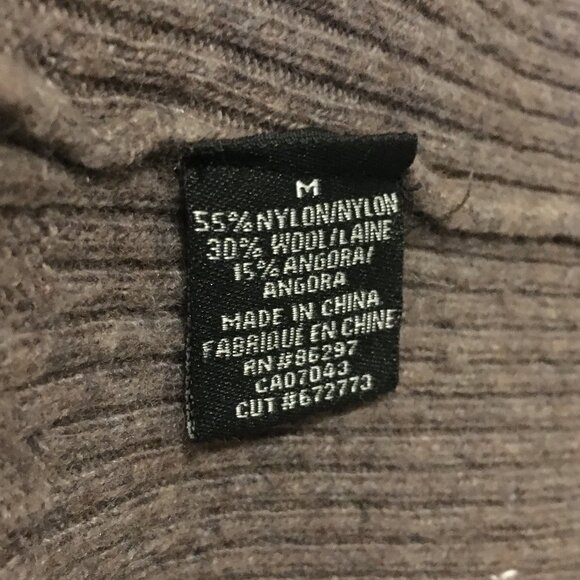 M
55% NYLON/NYLON
30% WOOL/LAINE
15% ANGORA/
ANGORA
MADE IN CHINA
FABRIQUE EN CHINE
RN #86297
CA07043
CUT #672773